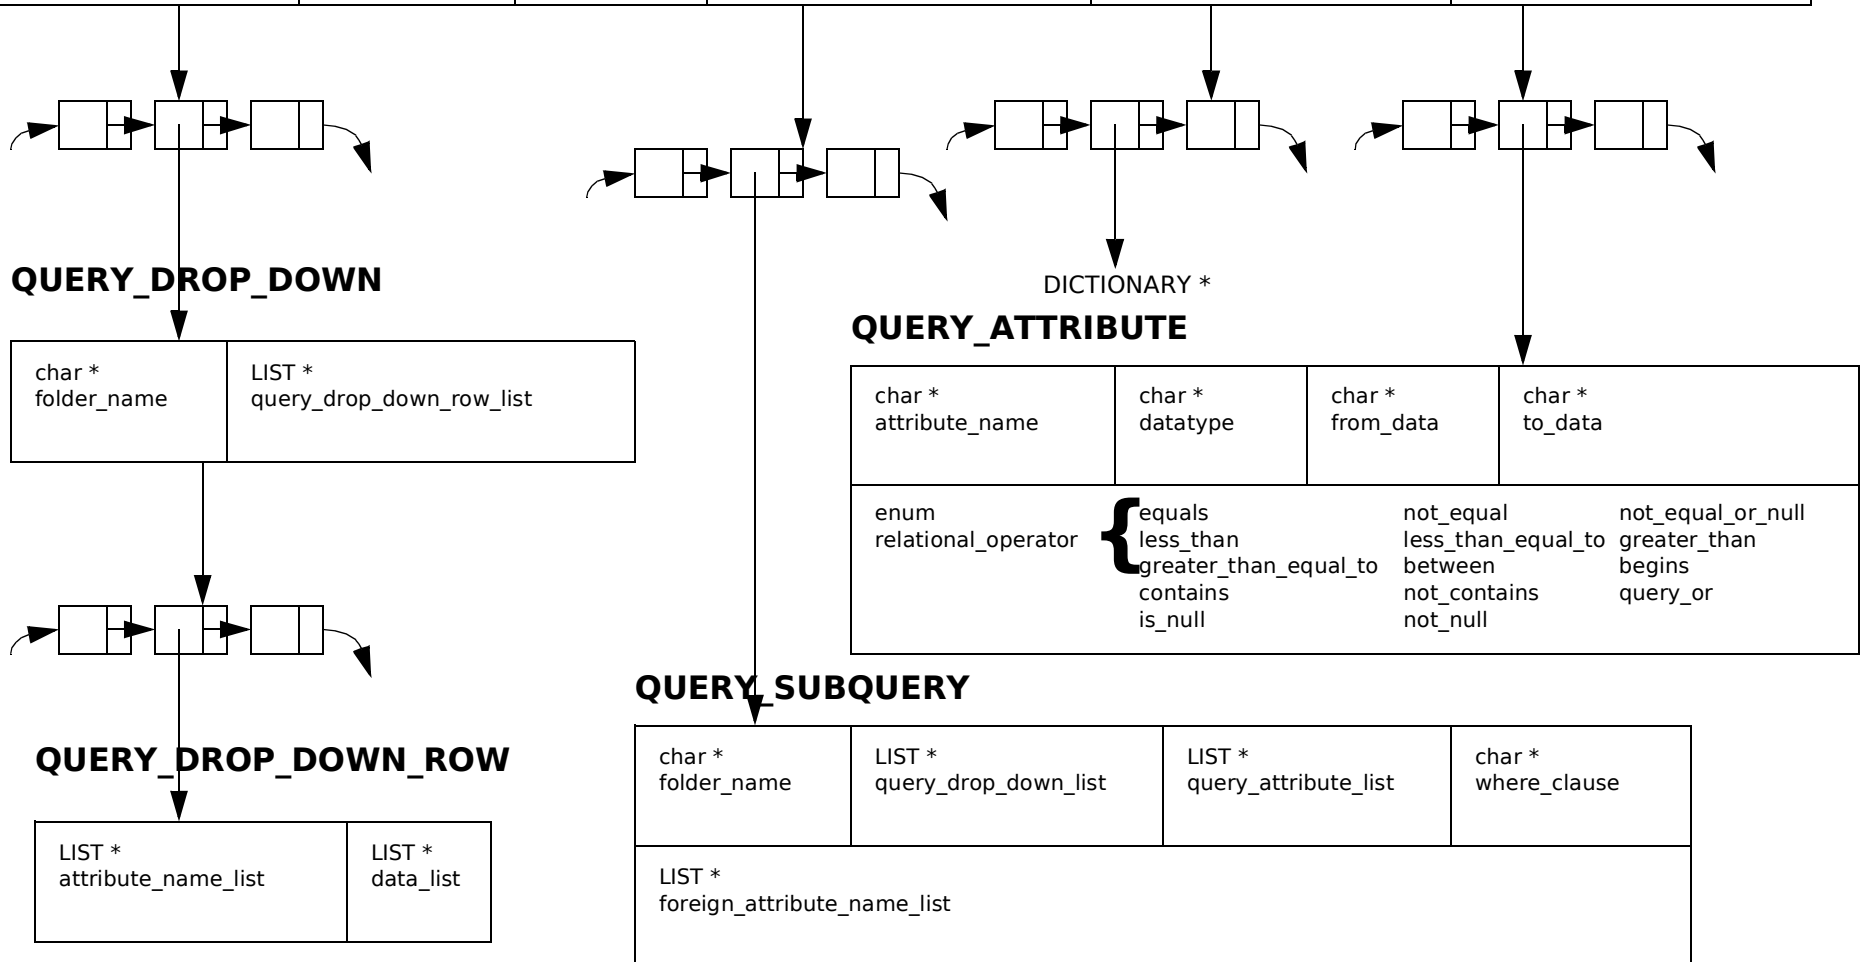 DICTIONARY *
QUERY_DROP_DOWN
QUERY_ATTRIBUTE
char *
folder_name
LIST *
query_drop_down_row_list
char *
attribute_name
char *
datatype
char *
from_data
char *
to_data
enum
relational_operator
{
equals
less_than
greater_than_equal_to
contains
is_null
not_equal
less_than_equal_to
between
not_contains
not_null
not_equal_or_null
greater_than
begins
query_or
QUERY_SUBQUERY
char *
folder_name
LIST *
query_drop_down_list
LIST *
query_attribute_list
char *
where_clause
LIST *
foreign_attribute_name_list
QUERY_DROP_DOWN_ROW
LIST *
attribute_name_list
LIST *
data_list